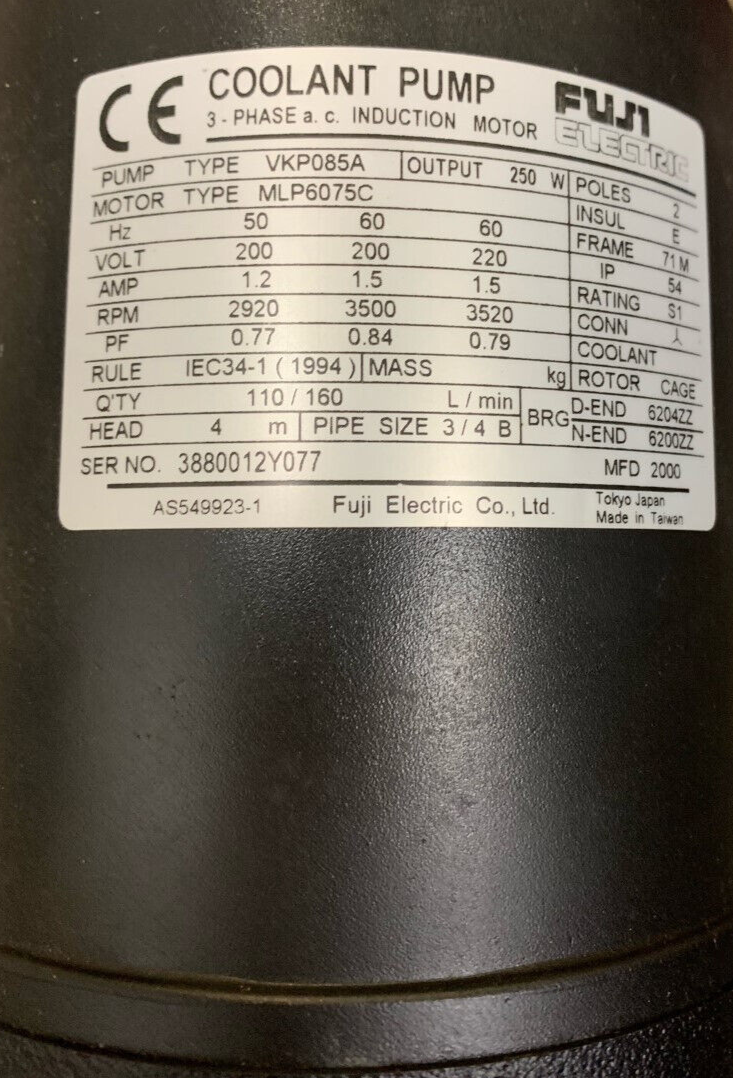 CE COOLANT PUMP FUJI ELECTRIC
3 - PHASE a. c. INDUCTION MOTOR
PUMP TYPE VKP085A OUTPUT 250 W POLES 2
MOTOR TYPE MLP6075C INSUL E
Hz 50 60 60 FRAME 71M
VOLT 200 200 220 IP 54
AMP 1.2 1.5 1.5 RATING S1
RPM 2920 3500 3520 CONN 人
PF 0.77 0.84 0.79 COOLANT
RULE IEC34-1 ( 1994 ) MASS kg ROTOR CAGE
Q'TY 110 / 160 L / min BRG D-END 6204ZZ
HEAD 4 m PIPE SIZE 3 / 4 B N-END 6200ZZ
SER NO. 3880012Y077 MFD 2000
AS549923-1 Fuji Electric Co., Ltd. Tokyo Japan
Made in Taiwan